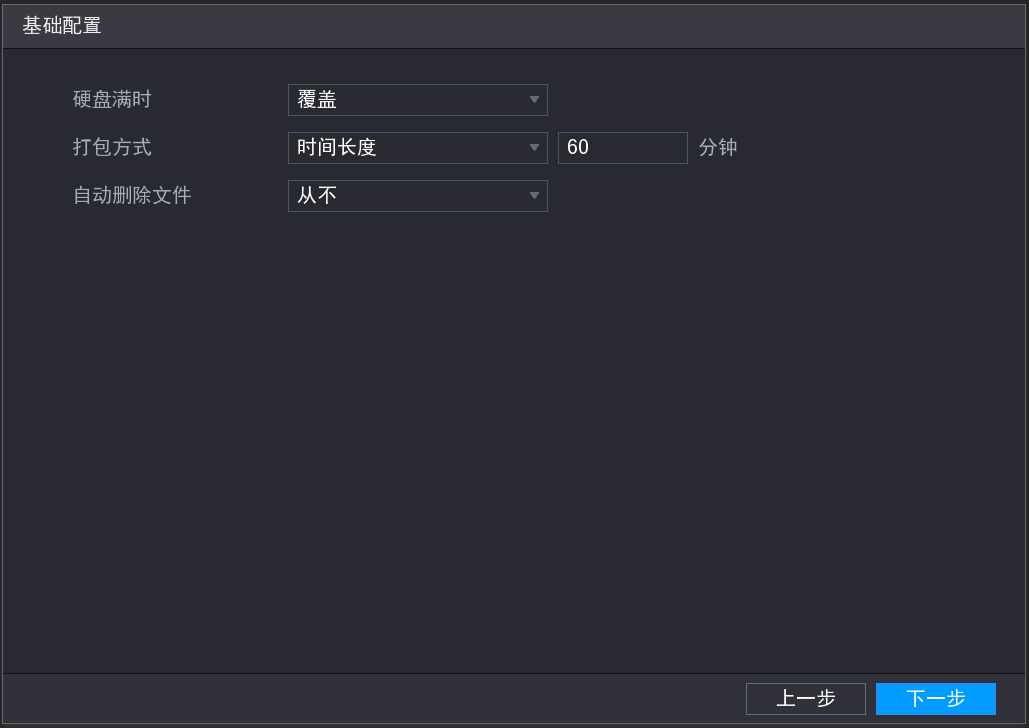 基础配置
硬盘满时 覆盖
打包方式 时间长度 60 分钟
自动删除文件 从不
上一步 下一步